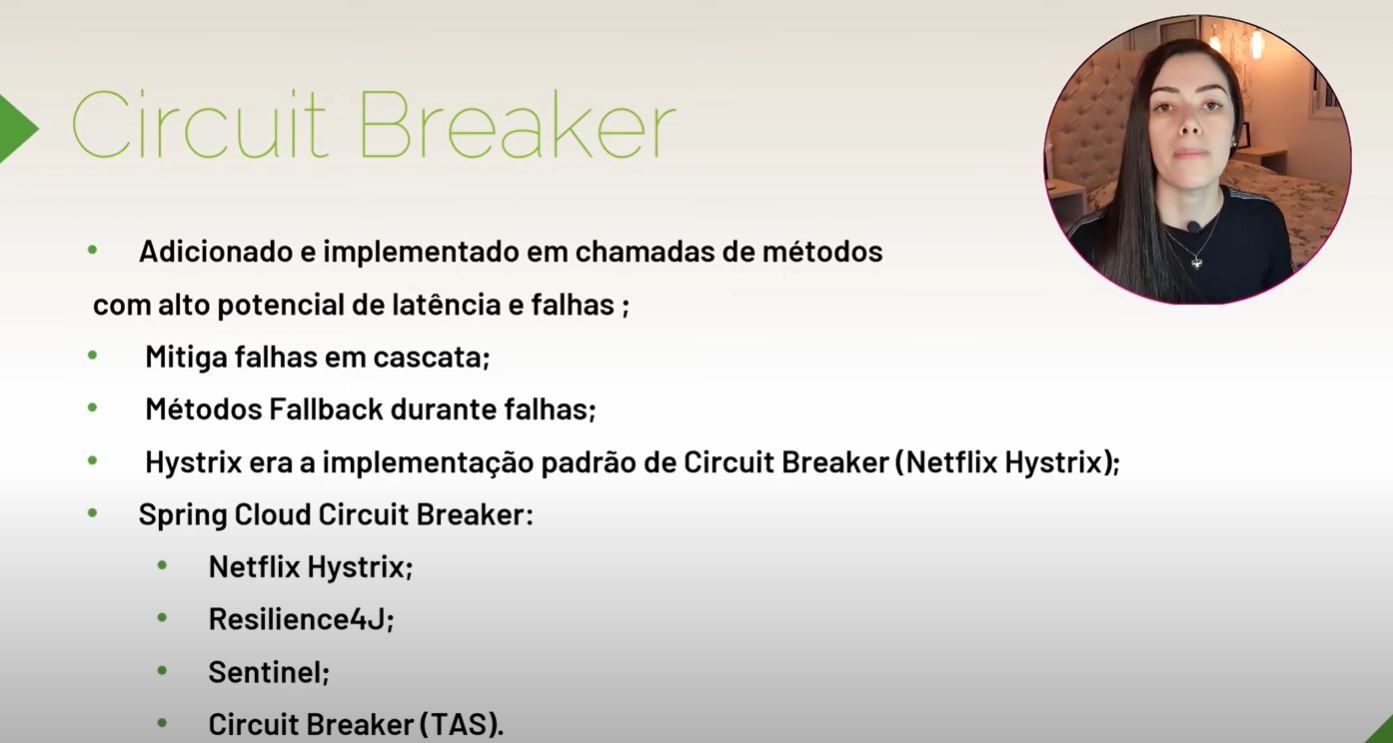 Circuit Breaker
• Adicionado e implementado em chamadas de métodos
com alto potencial de latência e falhas ;
• Mitiga falhas em cascata;
• Métodos Fallback durante falhas;
• Hystrix era a implementação padrão de Circuit Breaker (Netflix Hystrix);
• Spring Cloud Circuit Breaker:
• Netflix Hystrix;
• Resilience4J;
• Sentinel;
• Circuit Breaker (TAS).